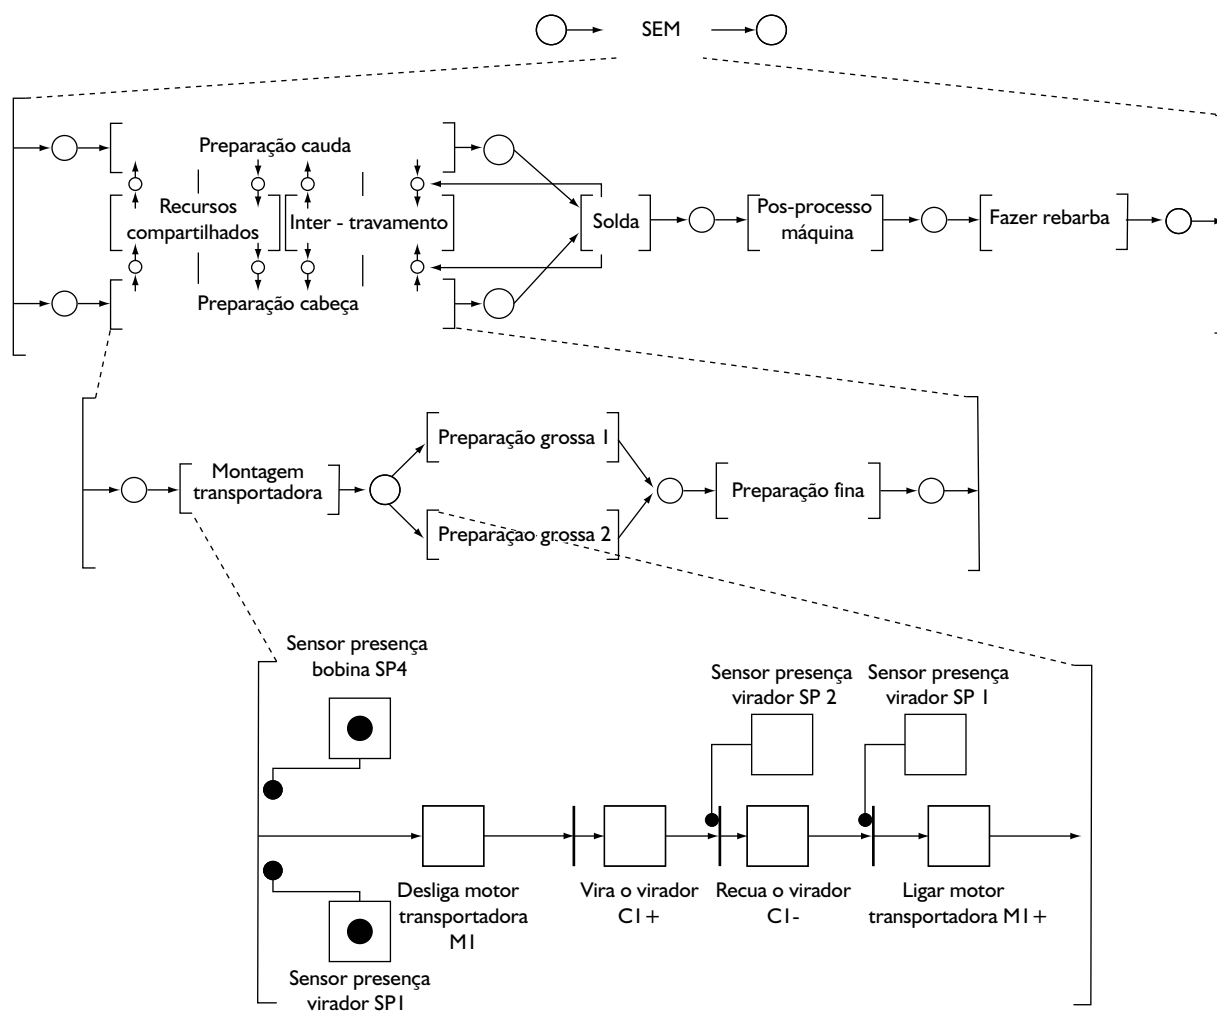 SEM
Preparação cauda
Recursos
compartilhados
Inter - travamento
Preparação cabeça
Solda
Pos-processo
máquina
Fazer rebarba
Montagem
transportadora
Preparação grossa 1
Preparaçao grossa 2
Preparação fina
Sensor presença
bobina SP4
Sensor presença
virador SP 2
Sensor presença
virador SP 1
Desliga motor
transportadora
M1
Vira o virador
C1+
Recua o virador
C1-
Ligar motor
transportadora M1+
Sensor presença
virador SP1